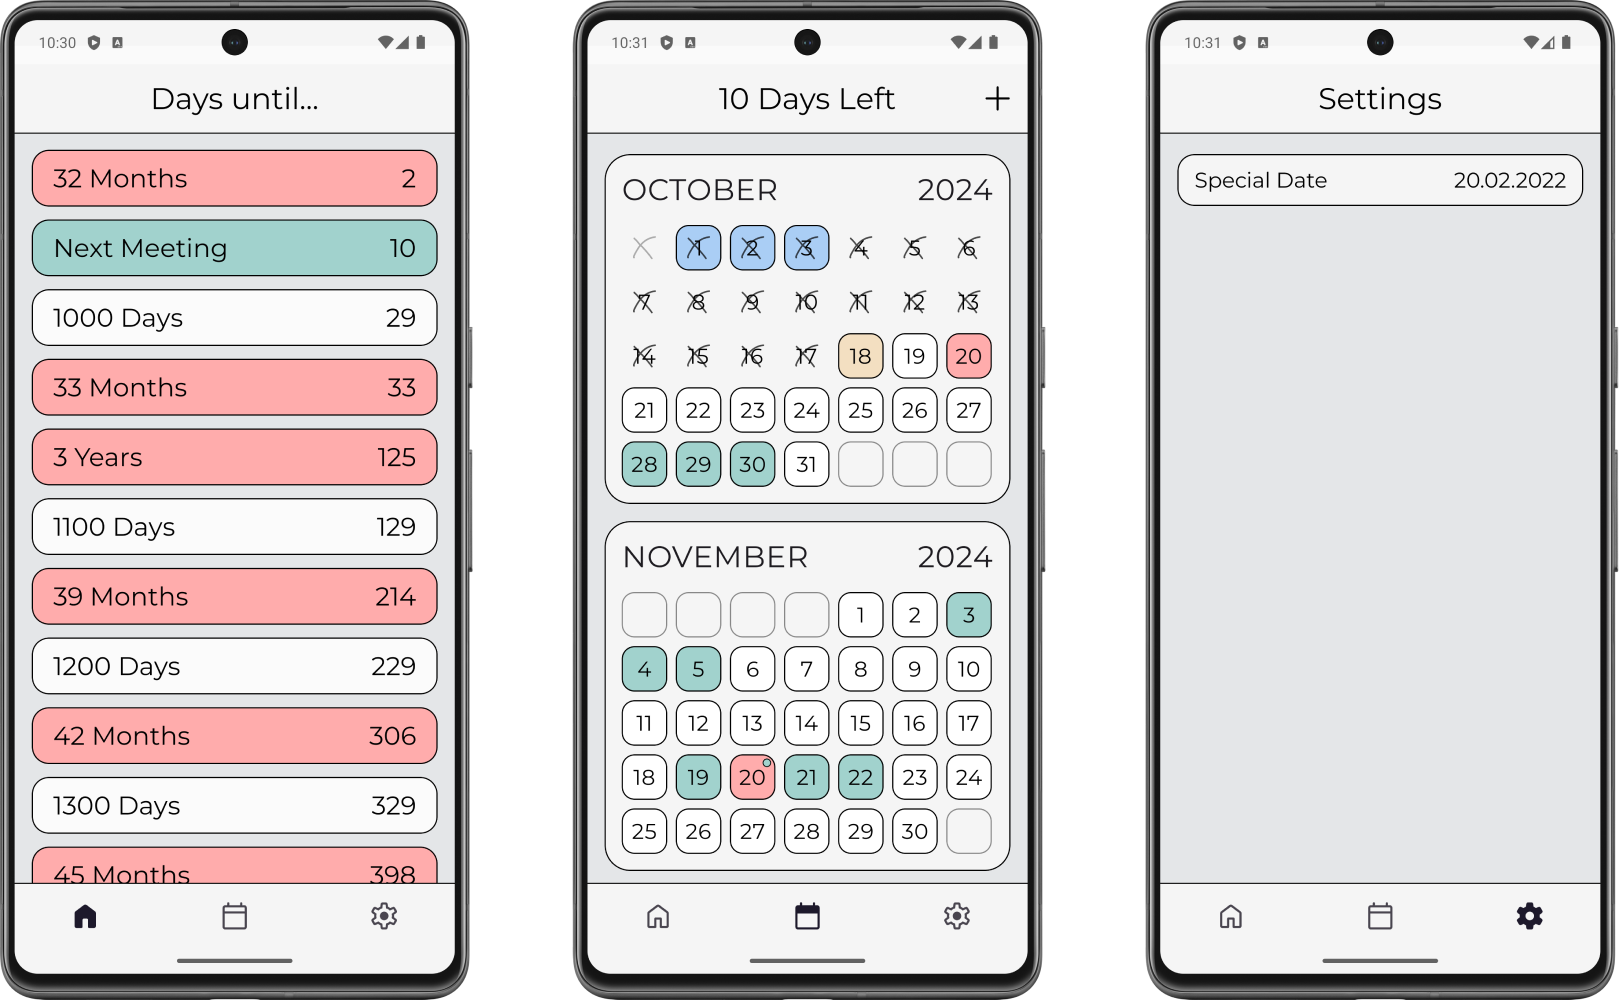 10:30
Days until...
32 Months 2
Next Meeting 10
1000 Days 29
33 Months 33
3 Years 125
1100 Days 129
39 Months 214
1200 Days 229
42 Months 306
1300 Days 329
45 Months 398
10:31
10 Days Left +
OCTOBER 2024
1 2 3 4 5 6
7 8 9 10 11 12 13
14 15 16 17 18 19 20
21 22 23 24 25 26 27
28 29 30 31
NOVEMBER 2024
1 2 3
4 5 6 7 8 9 10
11 12 13 14 15 16 17
18 19 20 21 22 23 24
25 26 27 28 29 30
10:31
Settings
Special Date 20.02.2022